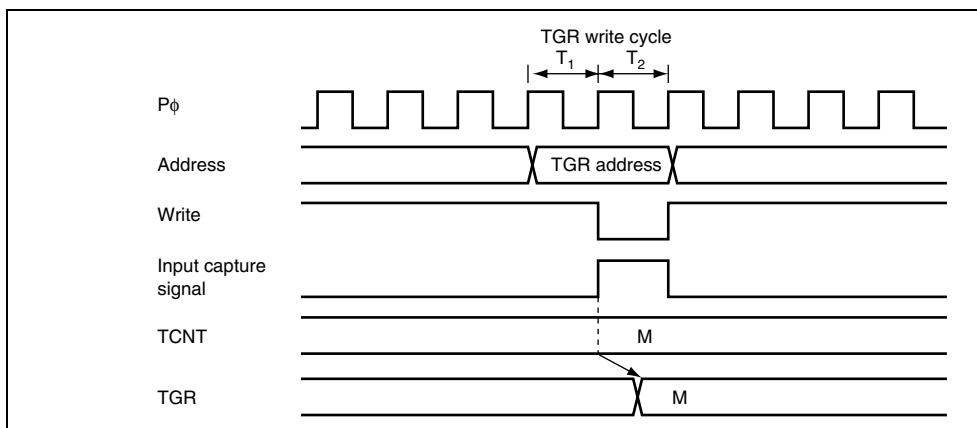 TGR write cycle
T1 T2
Pϕ
Address
TGR address
Write
Input capture
signal
TCNT
M
TGR
M